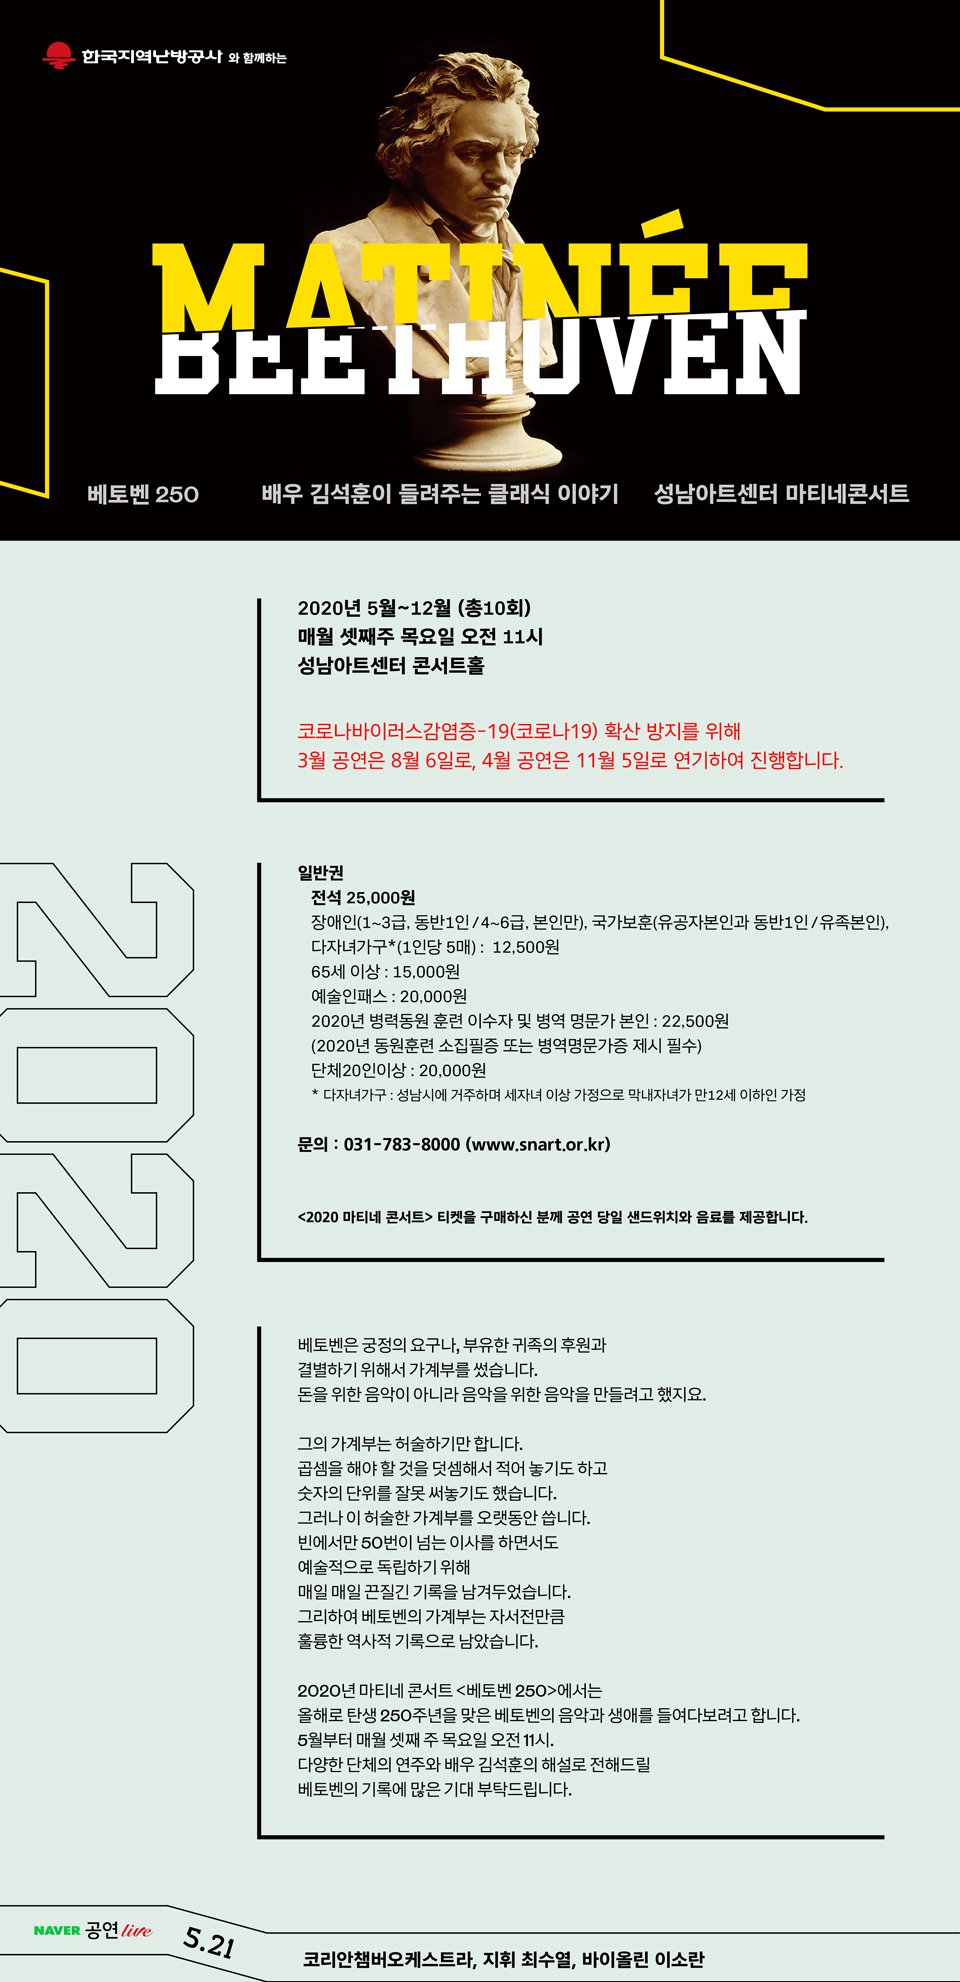 한국지역난방공사 와 함께하는
MATINÉE
BEETHOVEN
베토벤 250 배우 김석훈이 들려주는 클래식 이야기 성남아트센터 마티네콘서트
2020년 5월~12월 (총10회)
매월 셋째주 목요일 오전 11시
성남아트센터 콘서트홀
코로나바이러스감염증-19(코로나19) 확산 방지를 위해
3월 공연은 8월 6일로, 4월 공연은 11월 5일로 연기하여 진행합니다.
2020
일반권
전석 25,000원
장애인(1~3급, 동반1인/4~6급, 본인만), 국가보훈(유공자본인과 동반1인/유족본인),
다자녀가구*(1인당 5매) : 12,500원
65세 이상 : 15,000원
예술인패스 : 20,000원
2020년 병력동원 훈련 이수자 및 병역 명문가 본인 : 22,500원
(2020년 동원훈련 소집필증 또는 병역명문가증 제시 필수)
단체20인이상 : 20,000원
* 다자녀가구 : 성남시에 거주하며 세자녀 이상 가정으로 막내자녀가 만12세 이하인 가정
문의 : 031-783-8000 (www.snart.or.kr)
<2020 마티네 콘서트> 티켓을 구매하신 분께 공연 당일 샌드위치와 음료를 제공합니다.
베토벤은 궁정의 요구나, 부유한 귀족의 후원과
결별하기 위해서 가계부를 썼습니다.
돈을 위한 음악이 아니라 음악을 위한 음악을 만들려고 했지요.
그의 가계부는 허술하기만 합니다.
곱셈을 해야 할 것을 덧셈해서 적어 놓기도 하고
숫자의 단위를 잘못 써놓기도 했습니다.
그러나 이 허술한 가계부를 오랫동안 씁니다.
빈에서만 50번이 넘는 이사를 하면서도
예술적으로 독립하기 위해
매일 매일 끈질긴 기록을 남겨두었습니다.
그리하여 베토벤의 가계부는 자서전만큼
훌륭한 역사적 기록으로 남았습니다.
2020년 마티네 콘서트 <베토벤 250>에서는
올해로 탄생 250주년을 맞은 베토벤의 음악과 생애를 들여다보려고 합니다.
5월부터 매월 셋째 주 목요일 오전 11시.
다양한 단체의 연주와 배우 김석훈의 해설로 전해드릴
베토벤의 기록에 많은 기대 부탁드립니다.
NAVER 공연 live 5.21
코리안챔버오케스트라, 지휘 최수열, 바이올린 이소란